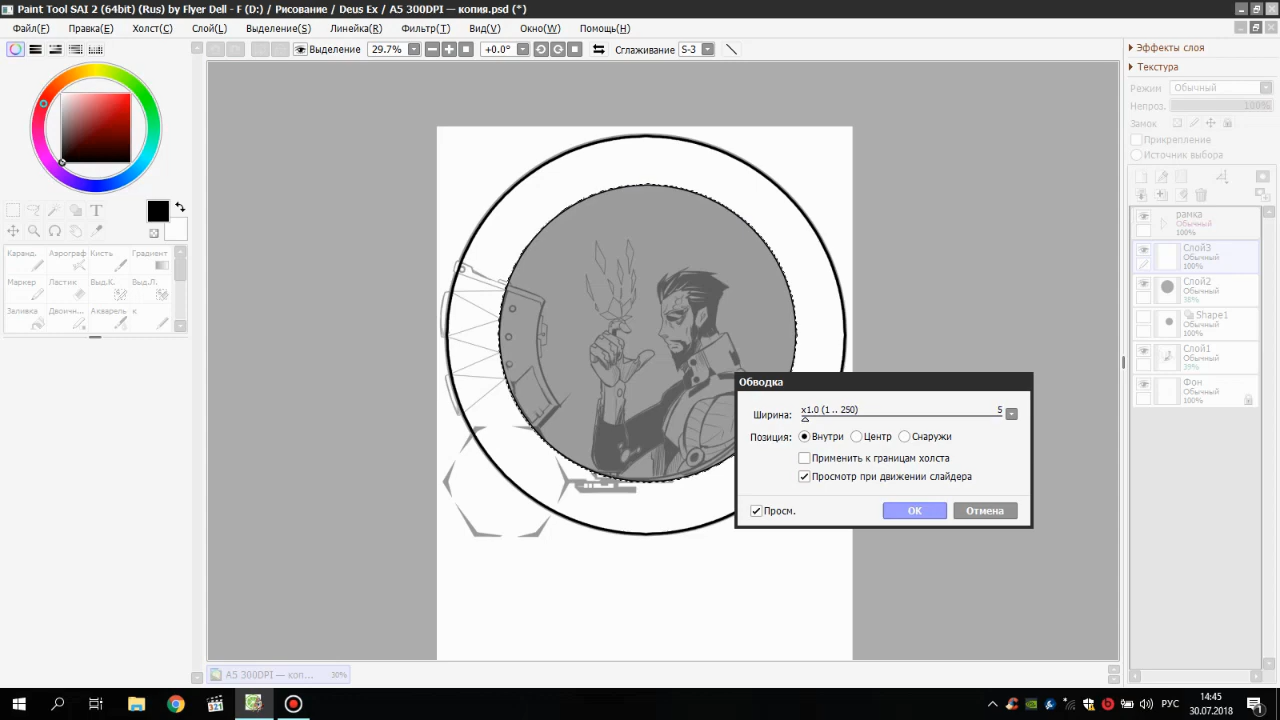 Paint Tool SAI 2 (64bit) (Rus) by Flyer Dell - F (D:) / Рисование / Deus Ex / A5 300DPI — копия.psd (*)
Файл(F) Правка(E) Холст(C) Слой(L) Выделение(S) Линейка(R) Фильтр(T) Вид(V) Окно(W) Помощь(H)
Выделение 29.7% +0.0° Сглаживание S-3
Эффекты слоя
Текстура
Режим Обычный
Непроз. 100%
Замок
Прикрепление
Источник выбора
T
Каранд. Аэрограф Кисть Градиент
Маркер Ластик Выд.К. Выд.Л.
Заливка Двоичн... Акварель к
рамка
Обычный
100%
Слой3
Обычный
100%
Слой2
Обычный
38%
Shape1
Обычный
100%
Слой1
Обычный
39%
Фон
Обычный
100%
Обводка
Ширина: x1.0 (1 .. 250) 5
Позиция: Внутри Центр Снаружи
Применить к границам холста
Просмотр при движении слайдера
Просм. OK Отмена
A5 300DPI — коп... 30%
РУС
14:45
30.07.2018
1